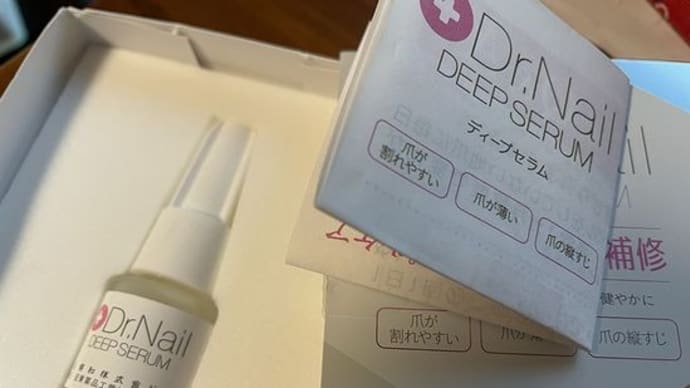 Dr.Nail
DEEP SERUM
ディープセラム
爪が
割れやすい
爪が薄い
爪の縦すじ
補修
健やかに
爪が
割れやすい
爪の縦すじ
Dr.Nail
DEEP SERUM